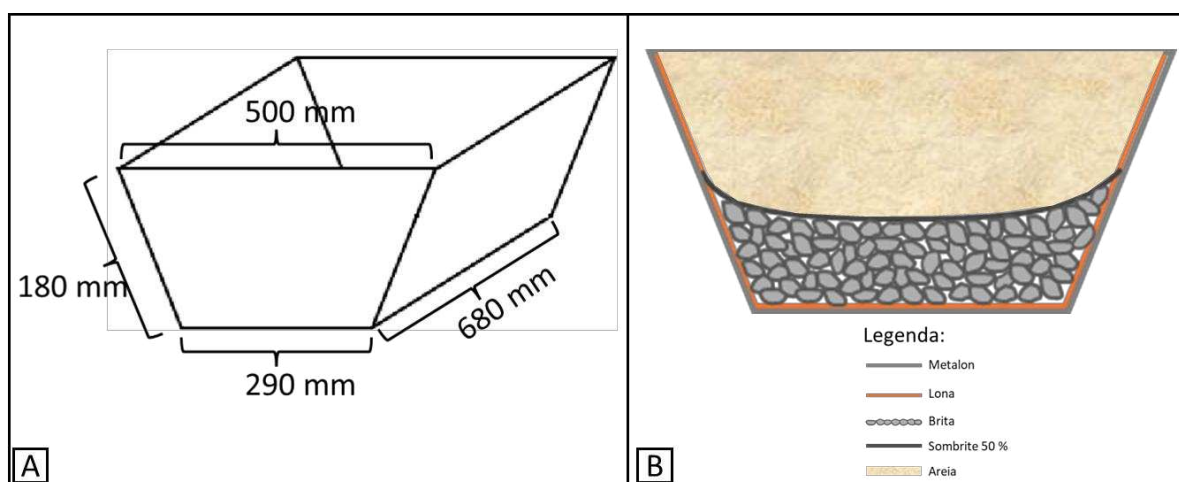 500 mm
180 mm
680 mm
290 mm
A
Legenda:
Metalon
Lona
Brita
Sombrite 50 %
Areia
B